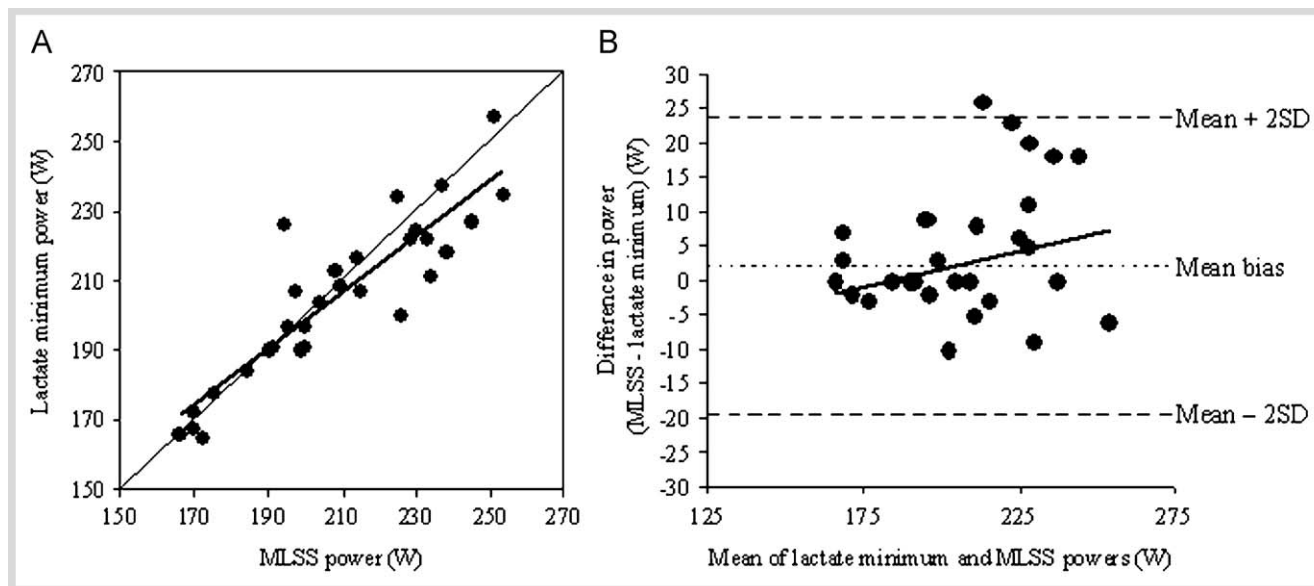 A
Lactate minimum power (W)
270
250
230
210
190
170
150
150 170 190 210 230 250 270
MLSS power (W)
B
Difference in power
(MLSS - lactate minimum) (W)
30
25
20
15
10
5
0
-5
-10
-15
-20
-25
-30
Mean + 2SD
Mean bias
Mean – 2SD
125 175 225 275
Mean of lactate minimum and MLSS powers (W)